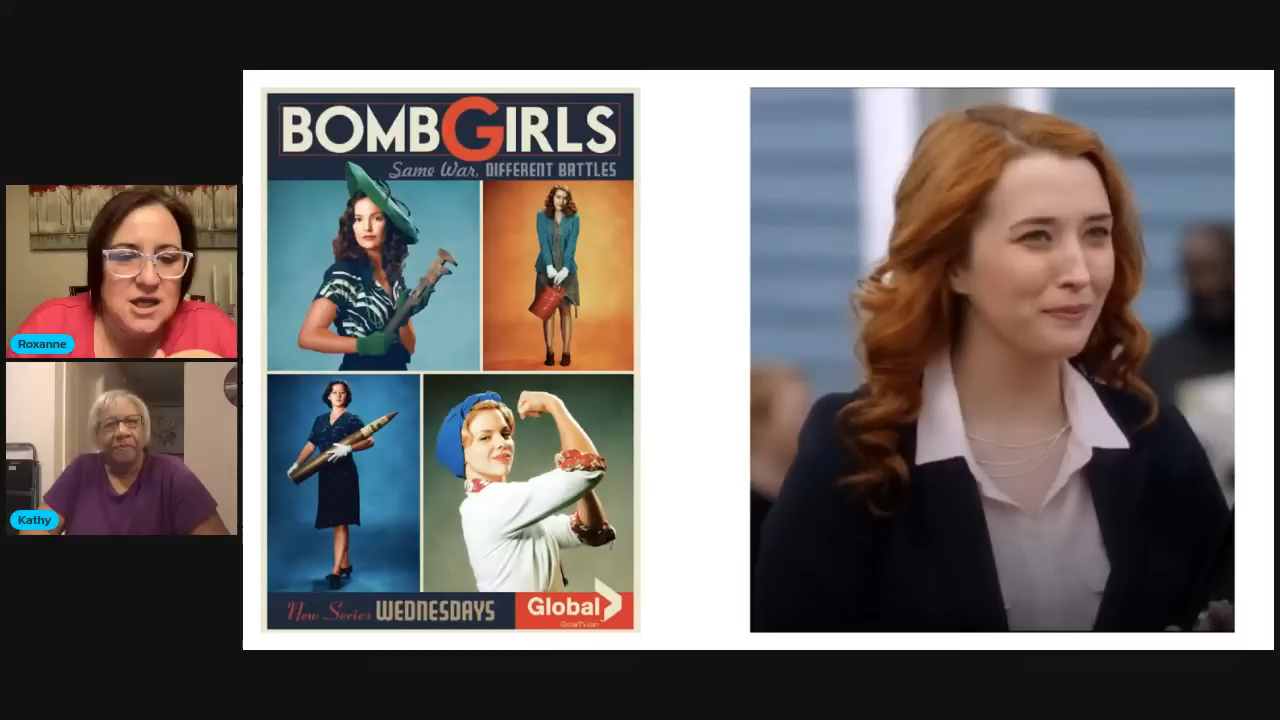 BOMBGIRLS
Same War, DIFFERENT BATTLES
Roxanne
Kathy
New Series WEDNESDAYS
Global
GlobalTV.com